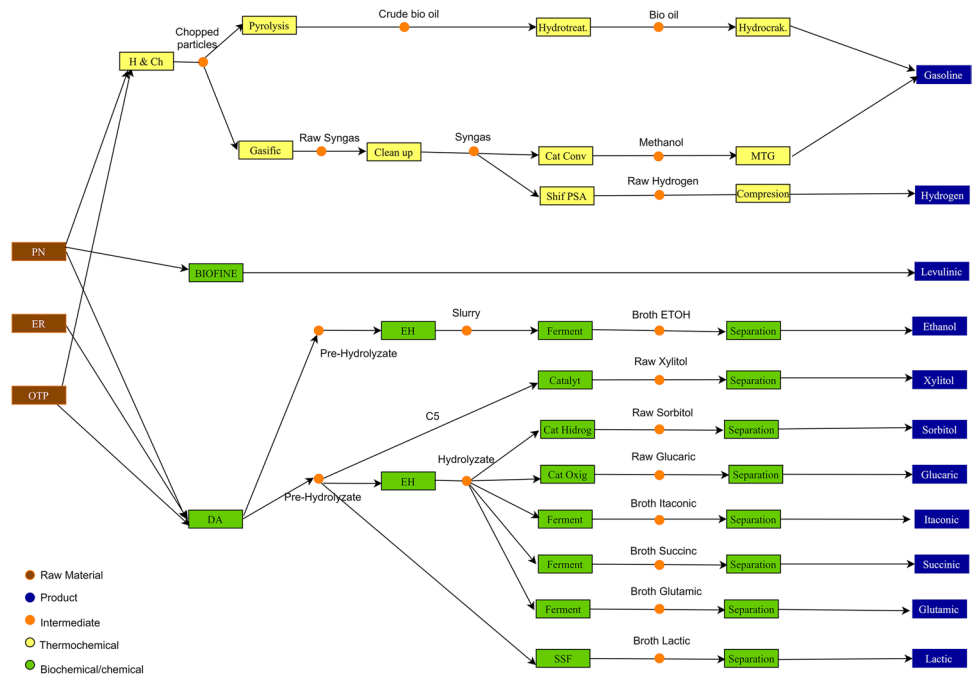 Chopped
particles
Pyrolysis
Crude bio oil
Hydrotreat.
Bio oil
Hydrocrak.
H & Ch
Gasoline
Gasific
Raw Syngas
Clean up
Syngas
Cat Conv
Methanol
MTG
Shif PSA
Raw Hydrogen
Compresion
Hydrogen
PN
BIOFINE
Levulinic
ER
Pre-Hydrolyzate
EH
Slurry
Ferment
Broth ETOH
Separation
Ethanol
OTP
C5
Catalyt
Raw Xylitol
Separation
Xylitol
Cat Hidrog
Raw Sorbitol
Separation
Sorbitol
DA
Pre-Hydrolyzate
EH
Hydrolyzate
Cat Oxig
Raw Glucaric
Separation
Glucaric
Ferment
Broth Itaconic
Separation
Itaconic
Ferment
Broth Succinc
Separation
Succinic
Ferment
Broth Glutamic
Separation
Glutamic
SSF
Broth Lactic
Separation
Lactic
Raw Material
Product
Intermediate
Thermochemical
Biochemical/chemical